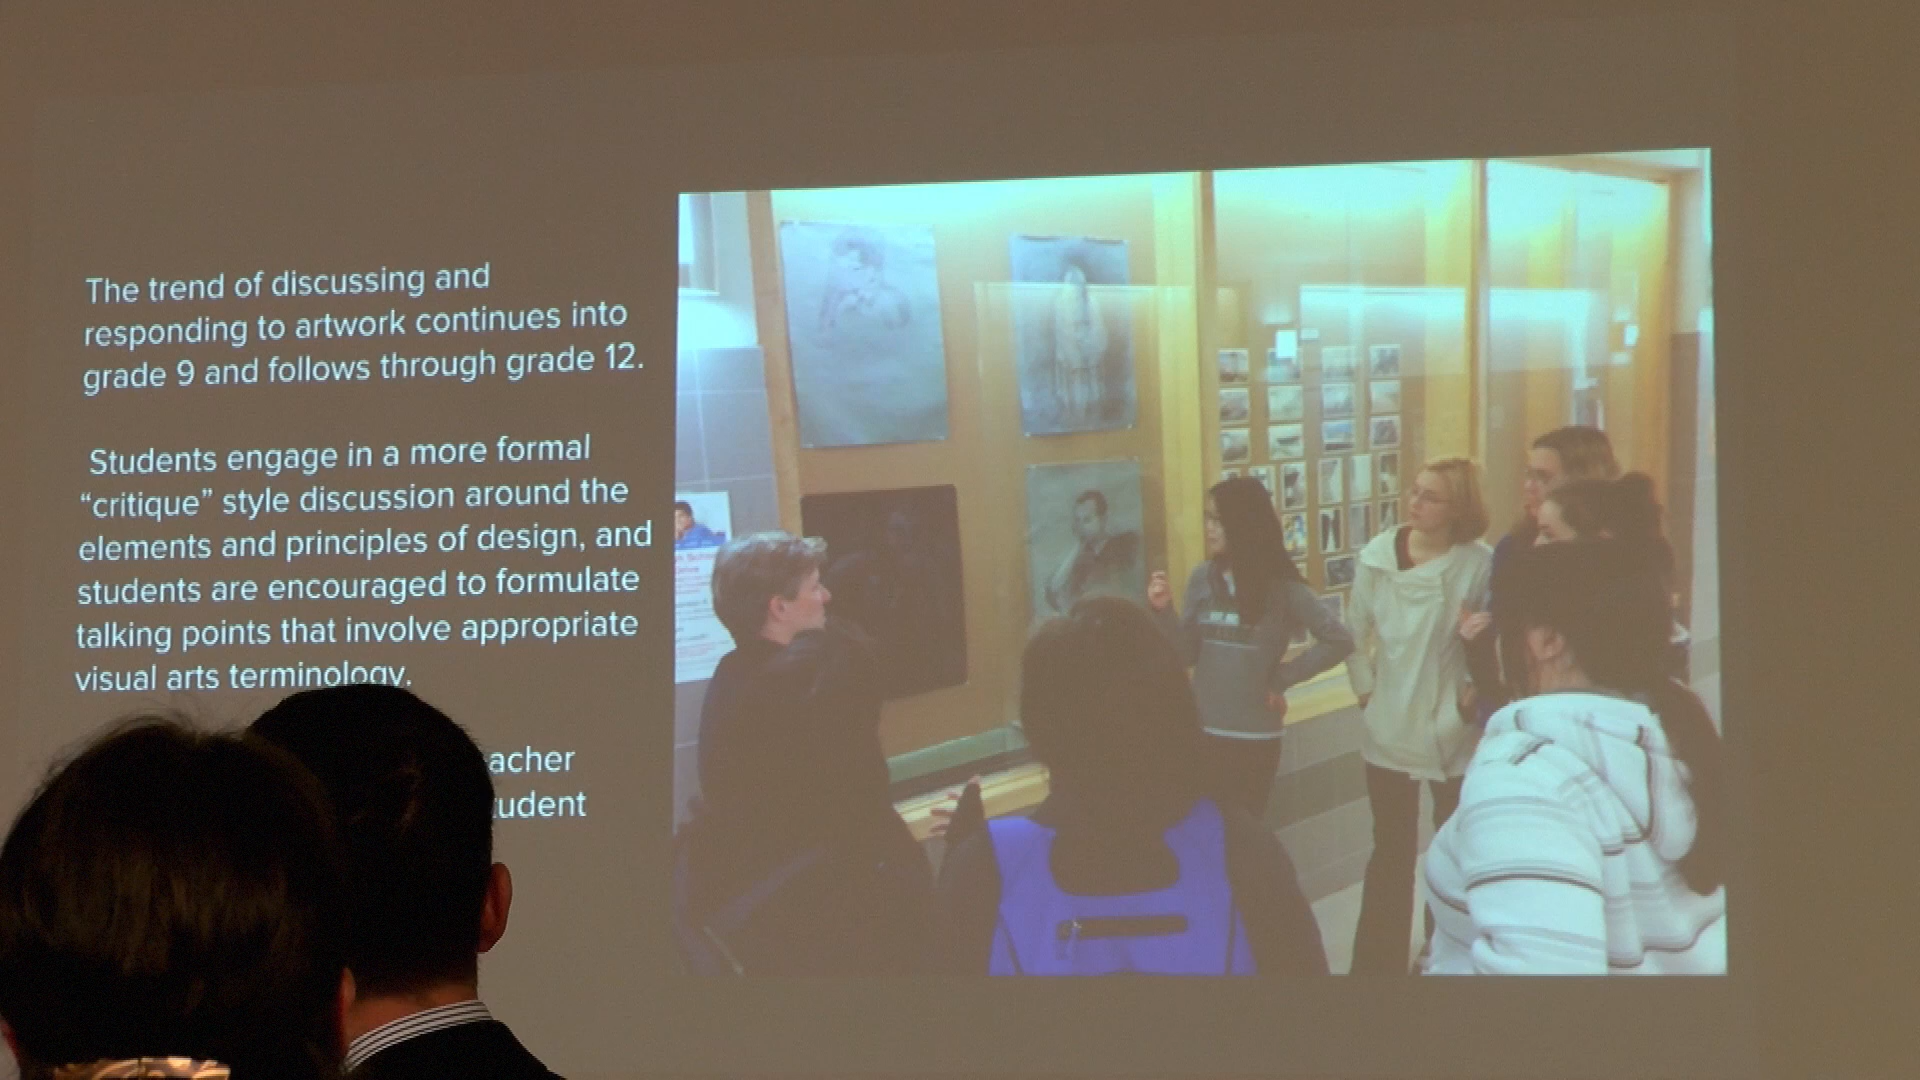 The trend of discussing and
responding to artwork continues into
grade 9 and follows through grade 12.
Students engage in a more formal
“critique” style discussion around the
elements and principles of design, and
students are encouraged to formulate
talking points that involve appropriate
visual arts terminology.
acher
tudent